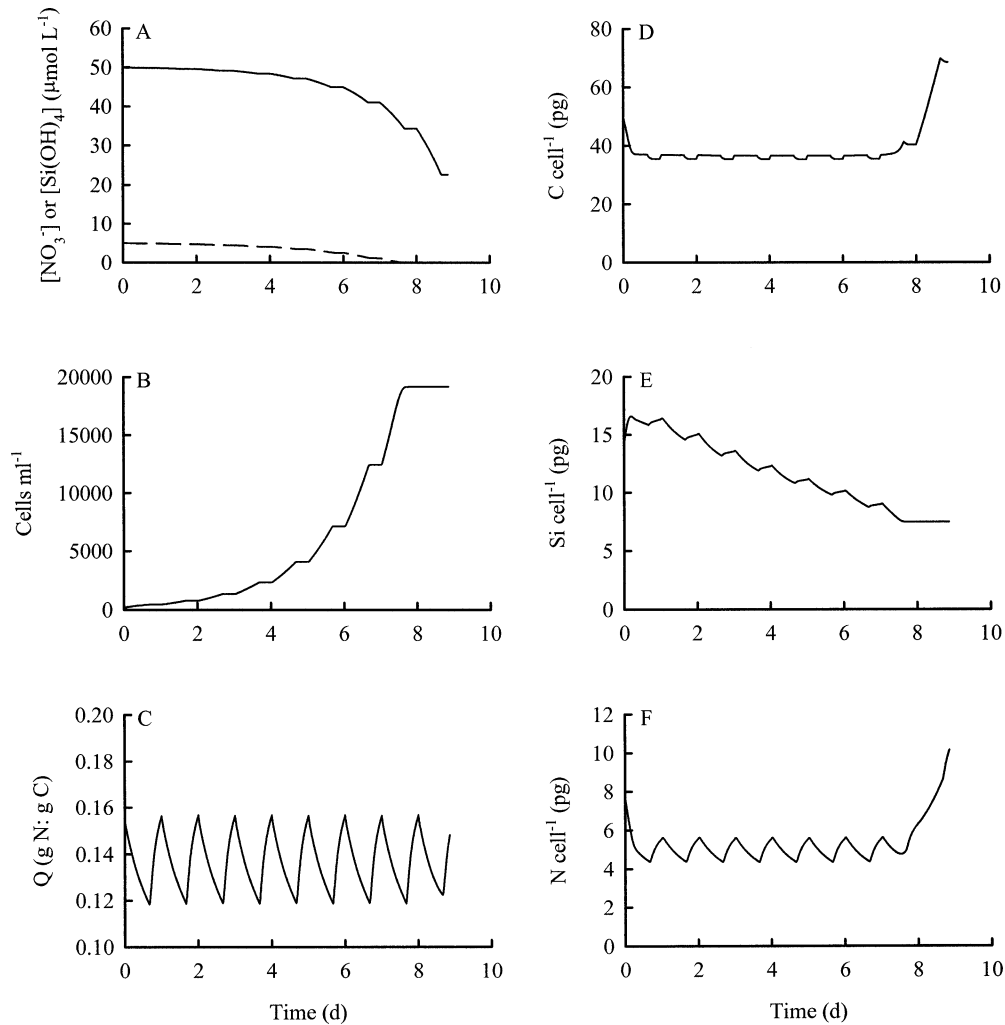 A
[NO3-] or [Si(OH)4] (µmol L-1)
60
50
40
30
20
10
0
0 2 4 6 8 10
D
C cell-1 (pg)
80
60
40
20
0
0 2 4 6 8 10
B
Cells ml-1
20000
15000
10000
5000
0
0 2 4 6 8 10
E
Si cell-1 (pg)
20
15
10
5
0
0 2 4 6 8 10
C
Q (g N: g C)
0.20
0.18
0.16
0.14
0.12
0.10
0 2 4 6 8 10
Time (d)
F
N cell-1 (pg)
12
10
8
6
4
2
0
0 2 4 6 8 10
Time (d)